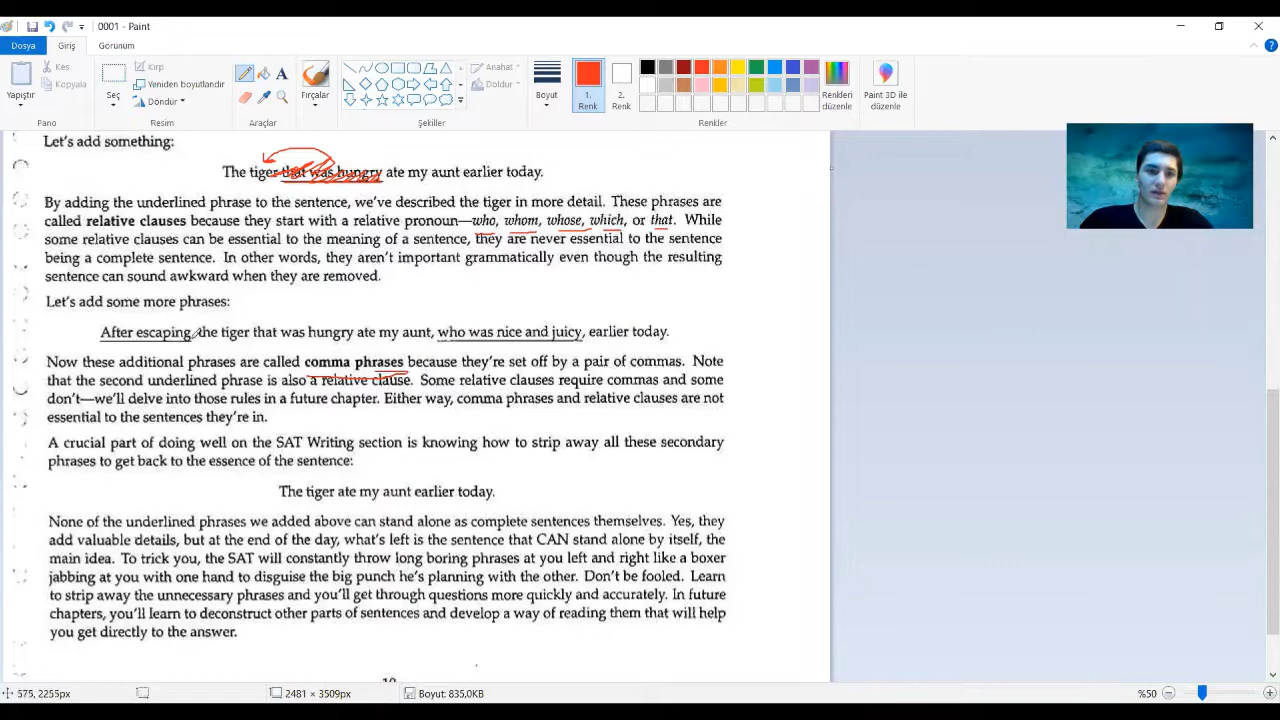 0001 - Paint
Dosya Giriş Görünüm
Yapıştır
Kes
Kopyala
Seç
Kırp
Yeniden boyutlandır
Döndür
A
Fırçalar
Anahat
Doldur
Boyut
1.
Renk
2.
Renk
Renkleri
düzenle
Paint 3D ile
düzenle
Pano Resim Araçlar Şekiller Renkler
Let's add something:
The tiger that was hungry ate my aunt earlier today.
By adding the underlined phrase to the sentence, we've described the tiger in more detail. These phrases are
called relative clauses because they start with a relative pronoun—who, whom, whose, which, or that. While
some relative clauses can be essential to the meaning of a sentence, they are never essential to the sentence
being a complete sentence. In other words, they aren't important grammatically even though the resulting
sentence can sound awkward when they are removed.
Let's add some more phrases:
After escaping, the tiger that was hungry ate my aunt, who was nice and juicy, earlier today.
Now these additional phrases are called comma phrases because they're set off by a pair of commas. Note
that the second underlined phrase is also a relative clause. Some relative clauses require commas and some
don't—we'll delve into those rules in a future chapter. Either way, comma phrases and relative clauses are not
essential to the sentences they're in.
A crucial part of doing well on the SAT Writing section is knowing how to strip away all these secondary
phrases to get back to the essence of the sentence:
The tiger ate my aunt earlier today.
None of the underlined phrases we added above can stand alone as complete sentences themselves. Yes, they
add valuable details, but at the end of the day, what's left is the sentence that CAN stand alone by itself, the
main idea. To trick you, the SAT will constantly throw long boring phrases at you left and right like a boxer
jabbing at you with one hand to disguise the big punch he's planning with the other. Don't be fooled. Learn
to strip away the unnecessary phrases and you'll get through questions more quickly and accurately. In future
chapters, you'll learn to deconstruct other parts of sentences and develop a way of reading them that will help
you get directly to the answer.
575, 2255px 2481 × 3509px Boyut: 835,0KB %50